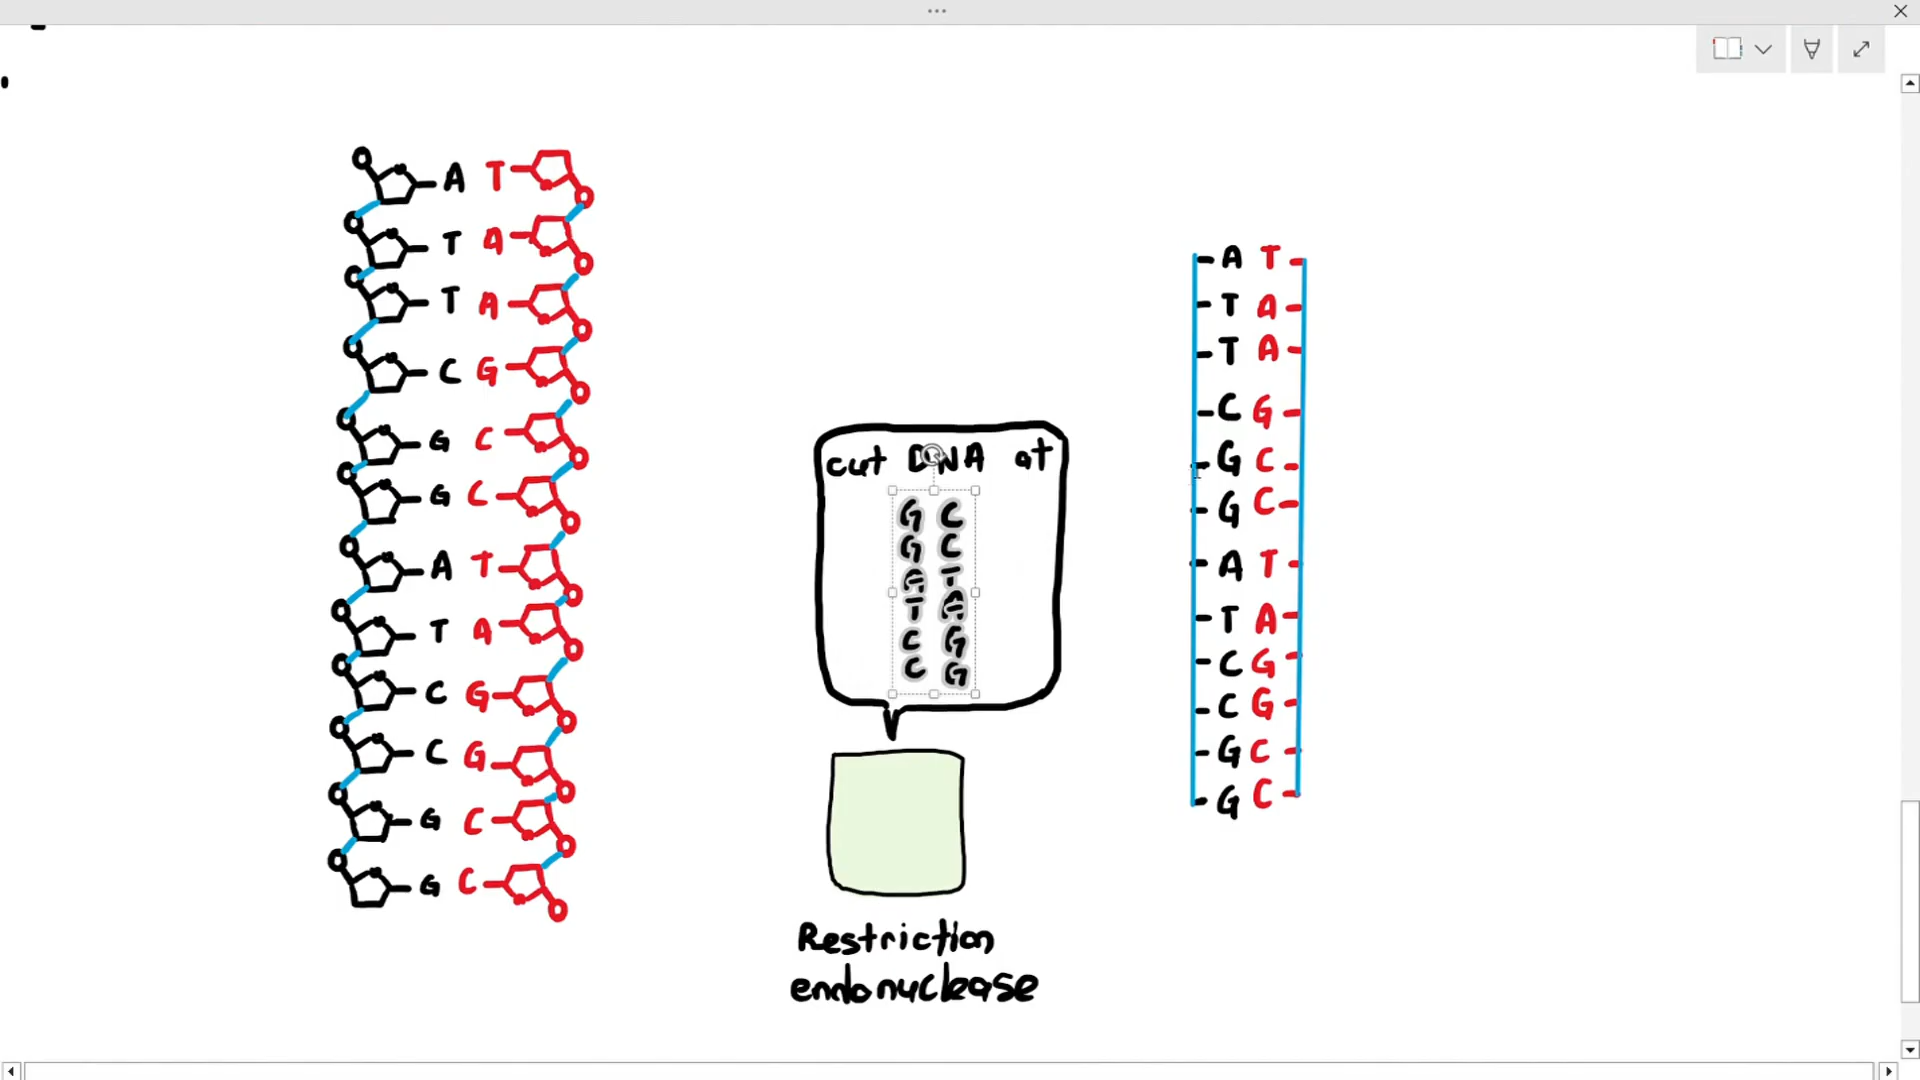 A T
T A
T A
C G
G C
G C
A T
T A
C G
C G
G C
G C
cut DNA at
G C
G C
A T
T A
C G
C G
Restriction
endonuclease
A T
T A
T A
C G
G C
G C
A T
T A
C G
C G
G C
G C